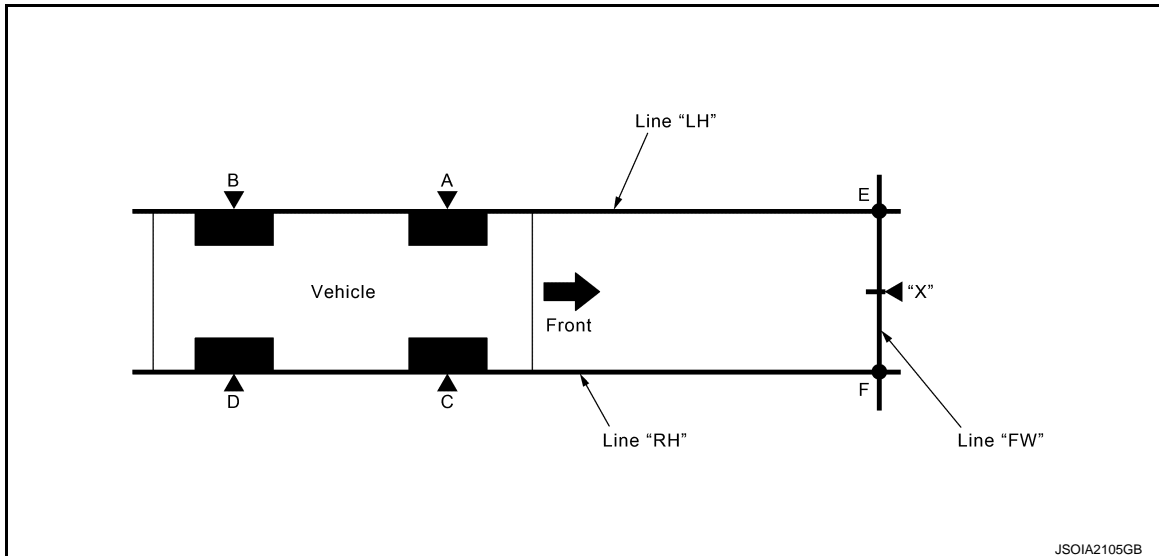 Line “LH”
B
A
E
Vehicle
“X”
Front
D
C
F
Line “RH”
Line “FW”
JSOIA2105GB